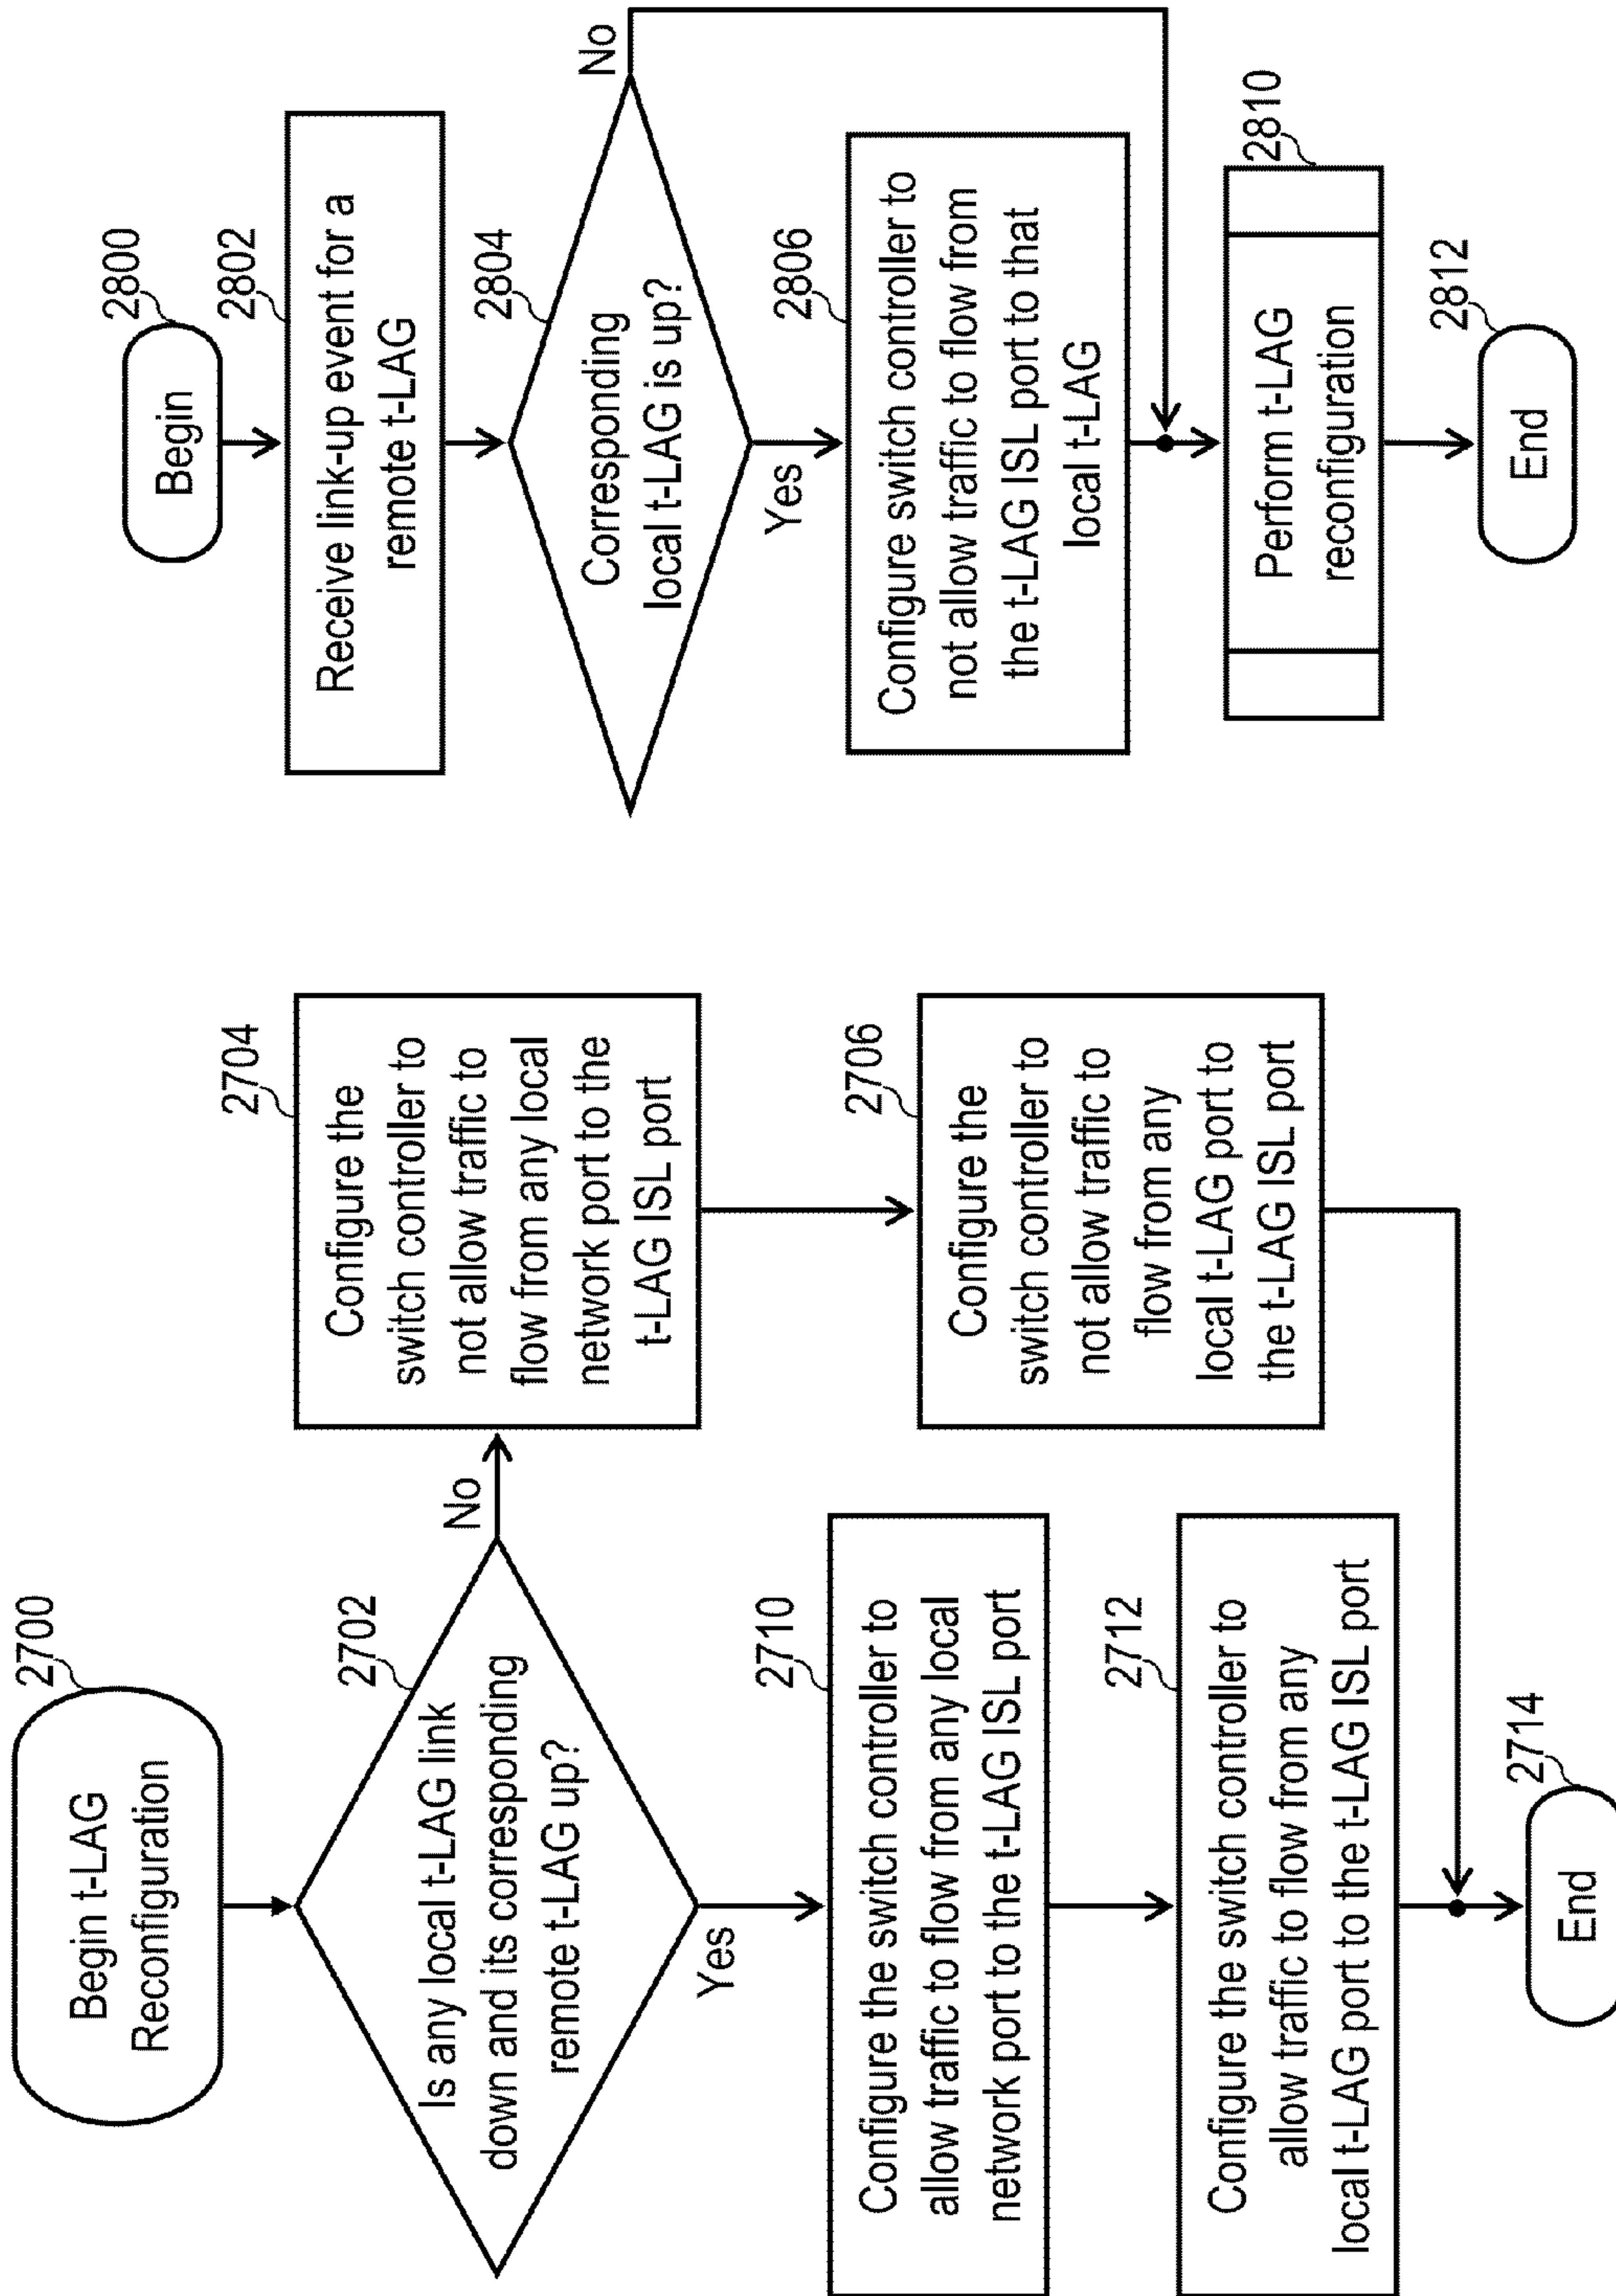 2700
Begin t-LAG
Reconfiguration
2702
Is any local t-LAG link
down and its corresponding
remote t-LAG up?
No
Yes
2704
Configure the
switch controller to
not allow traffic to
flow from any local
network port to the
t-LAG ISL port
2706
Configure the
switch controller to
not allow traffic to
flow from any
local t-LAG port to
the t-LAG ISL port
2710
Configure the switch controller to
allow traffic to flow from any local
network port to the t-LAG ISL port
2712
Configure the switch controller to
allow traffic to flow from any
local t-LAG port to the t-LAG ISL port
2714
End
2800
Begin
2802
Receive link-up event for a
remote t-LAG
2804
Corresponding
local t-LAG is up?
No
Yes
2806
Configure switch controller to
not allow traffic to flow from
the t-LAG ISL port to that
local t-LAG
2810
Perform t-LAG
reconfiguration
2812
End